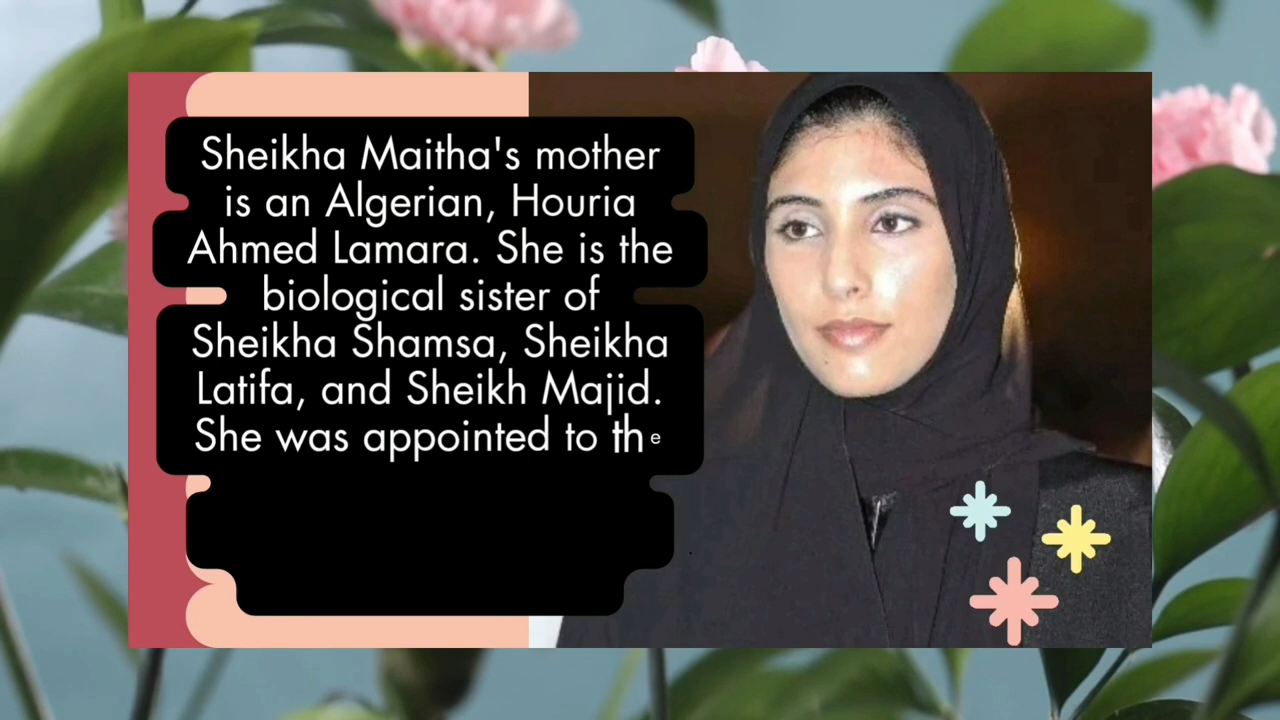 Sheikha Maitha's mother
is an Algerian, Houria
Ahmed Lamara. She is the
biological sister of
Sheikha Shamsa, Sheikha
Latifa, and Sheikh Majid.
She was appointed to the